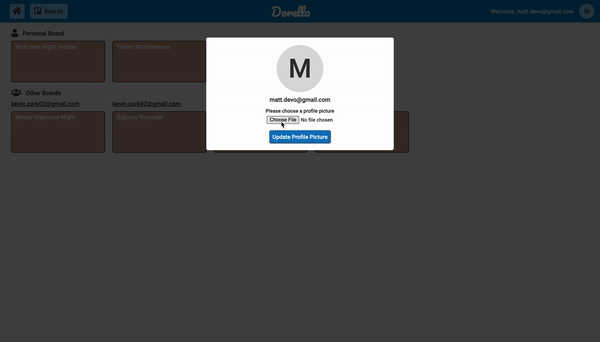 Boards
Dorello
Welcome, matt.devo@gmail.com
M
Personal Board
Welcome Night Videos
Trailer Maintenance
M
matt.devo@gmail.com
Please choose a profile picture
Choose File No file chosen
Update Profile Picture
Other Boards
kevin.park02@gmail.com
kevin.park02@gmail.com
Winter Welcome Night
Balcony Remodel